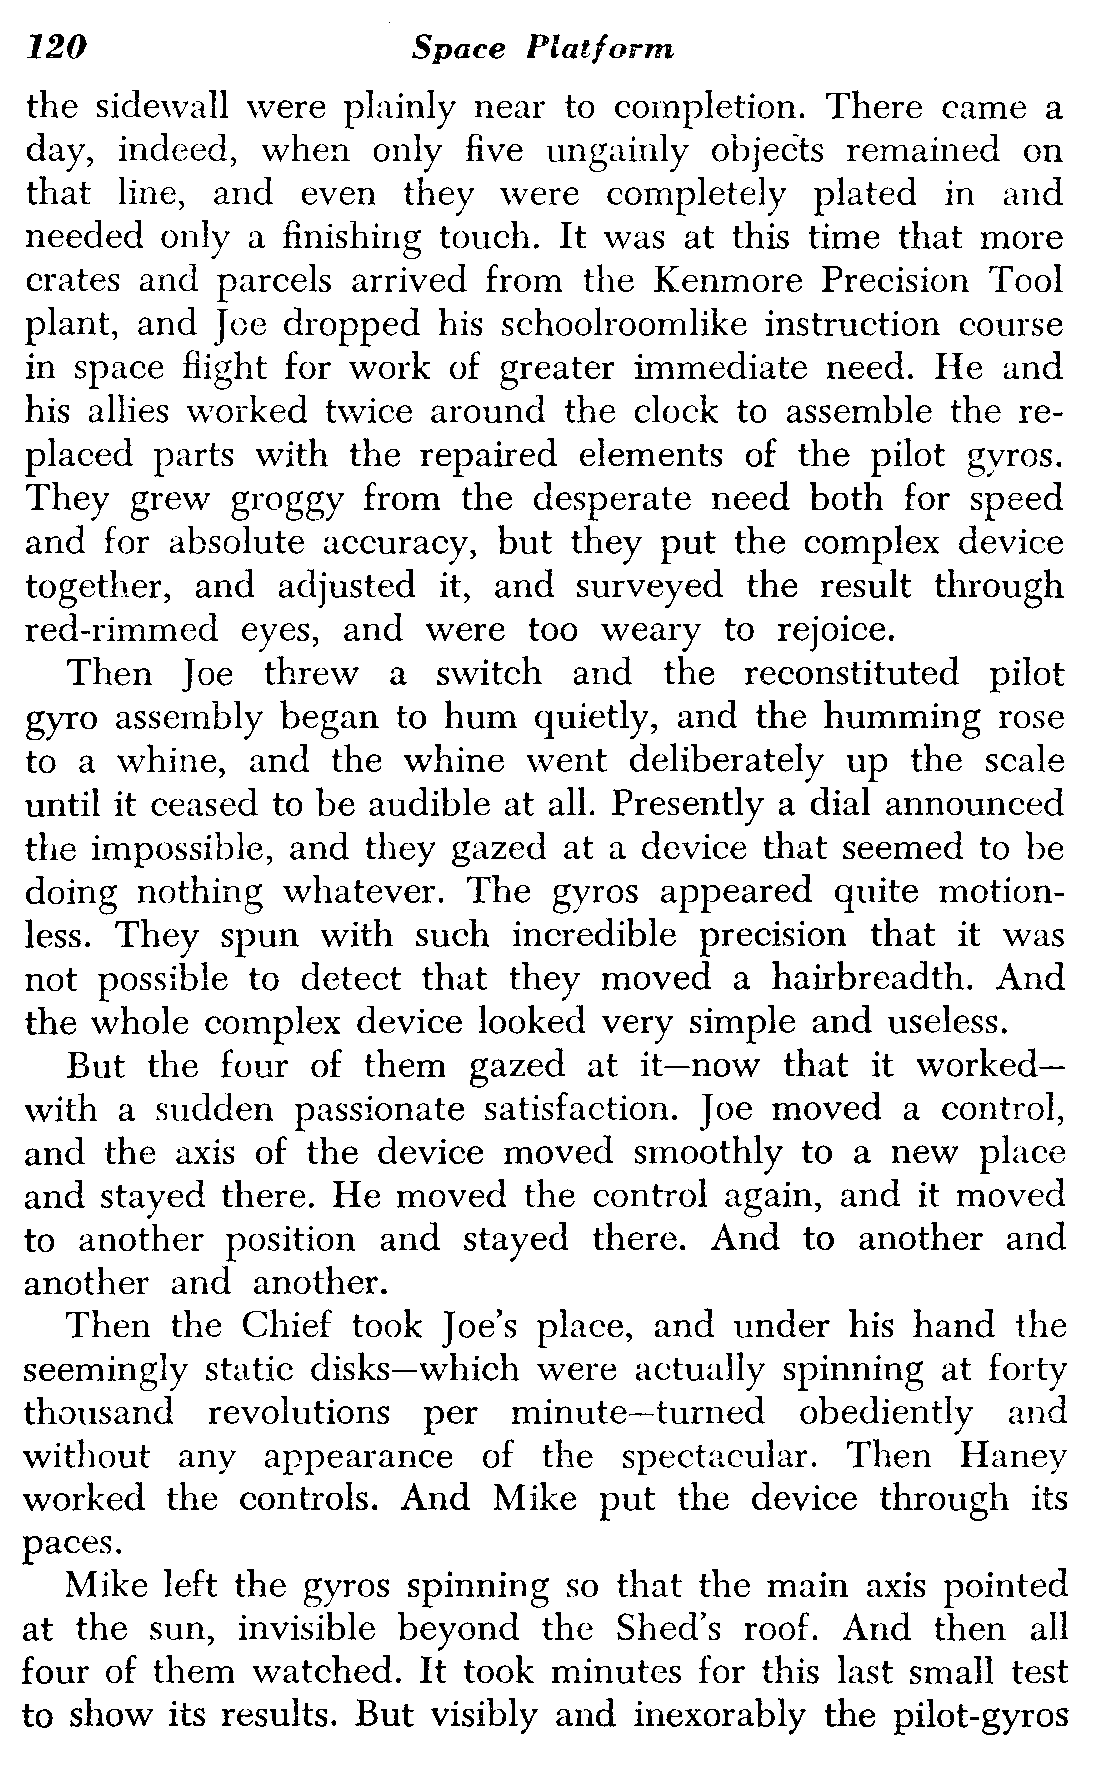 120 Space Platform
the sidewall were plainly near to completion. There came a
day, indeed, when only five ungainly objects remained on
that line, and even they were completely plated in and
needed only a finishing touch. It was at this time that more
crates and parcels arrived from the Kenmore Precision Tool
plant, and Joe dropped his schoolroomlike instruction course
in space flight for work of greater immediate need. He and
his allies worked twice around the clock to assemble the re-
placed parts with the repaired elements of the pilot gyros.
They grew groggy from the desperate need both for speed
and for absolute accuracy, but they put the complex device
together, and adjusted it, and surveyed the result through
red-rimmed eyes, and were too weary to rejoice.
Then Joe threw a switch and the reconstituted pilot
gyro assembly began to hum quietly, and the humming rose
to a whine, and the whine went deliberately up the scale
until it ceased to be audible at all. Presently a dial announced
the impossible, and they gazed at a device that seemed to be
doing nothing whatever. The gyros appeared quite motion-
less. They spun with such incredible precision that it was
not possible to detect that they moved a hairbreadth. And
the whole complex device looked very simple and useless.
But the four of them gazed at it—now that it worked—
with a sudden passionate satisfaction. Joe moved a control,
and the axis of the device moved smoothly to a new place
and stayed there. He moved the control again, and it moved
to another position and stayed there. And to another and
another and another.
Then the Chief took Joe's place, and under his hand the
seemingly static disks—which were actually spinning at forty
thousand revolutions per minute—turned obediently and
without any appearance of the spectacular. Then Haney
worked the controls. And Mike put the device through its
paces.
Mike left the gyros spinning so that the main axis pointed
at the sun, invisible beyond the Shed's roof. And then all
four of them watched. It took minutes for this last small test
to show its results. But visibly and inexorably the pilot-gyros